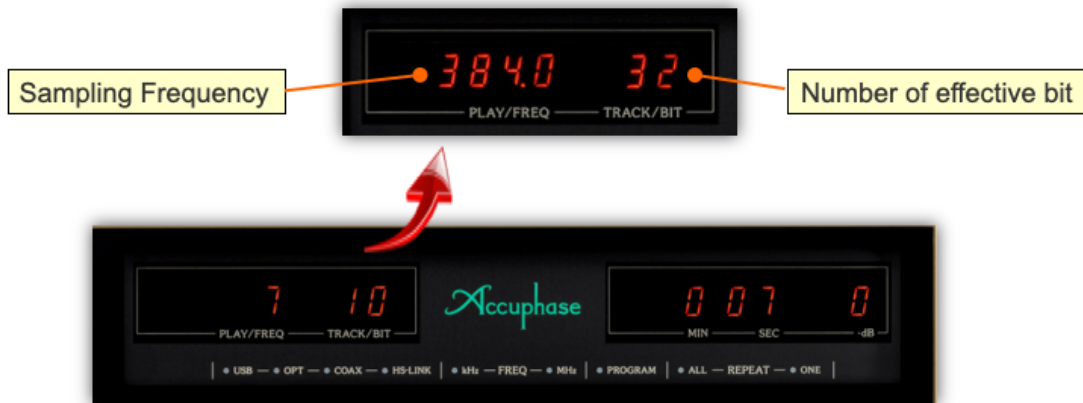 384.0 32
Sampling Frequency
Number of effective bit
PLAY/FREQ TRACK/BIT
7 10
Accuphase
0 07 0
PLAY/FREQ TRACK/BIT
MIN SEC -dB
USB OPT COAX HS-LINK kHz FREQ MHz PROGRAM ALL REPEAT ONE